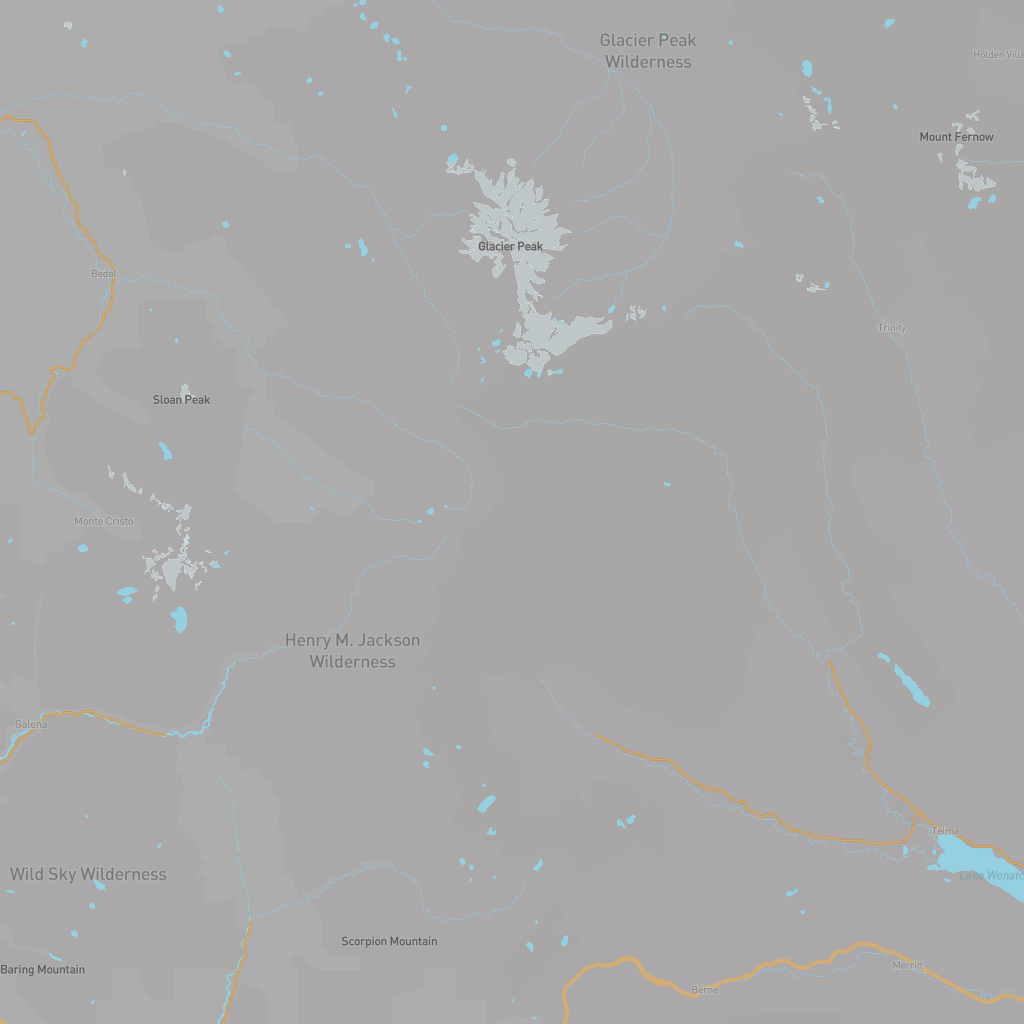 Glacier Peak
Wilderness
Holden Villa
Mount Fernow
Glacier Peak
Bedal
Trinity
Sloan Peak
Monte Cristo
Henry M. Jackson
Wilderness
Galena
Telma
Wild Sky Wilderness
Lake Wenatc
Scorpion Mountain
Baring Mountain
Merritt
Berne